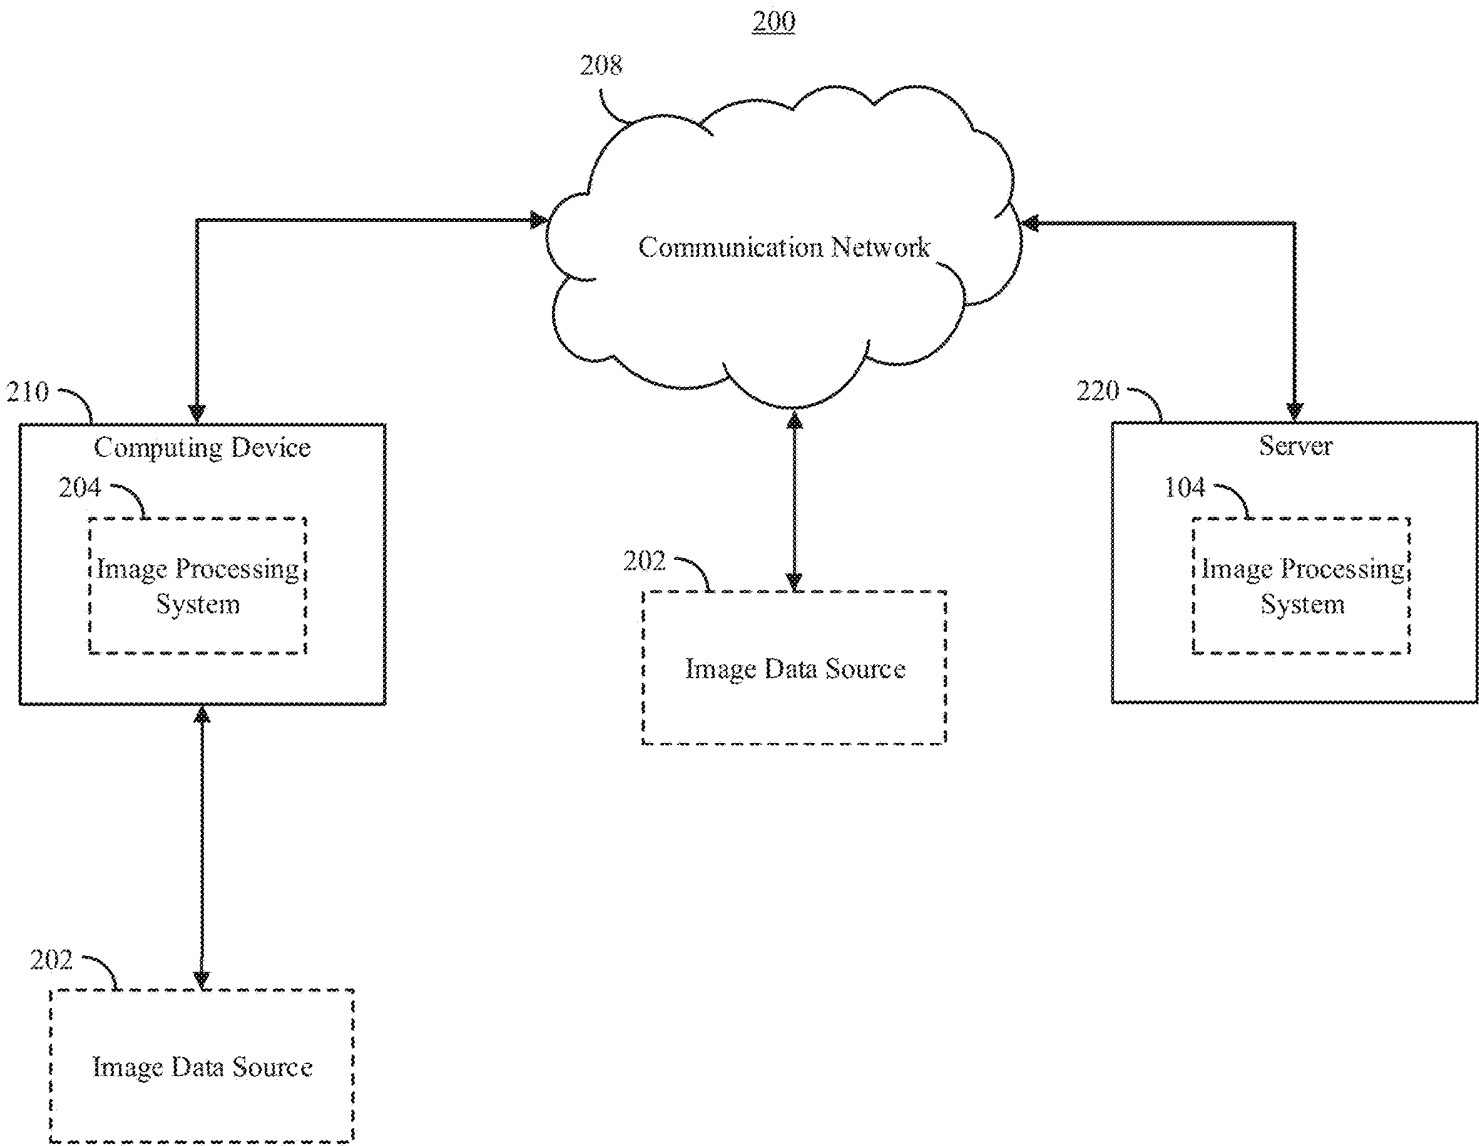 200
208
Communication Network
210
Computing Device
204
Image Processing
System
202
Image Data Source
220
Server
104
Image Processing
System
202
Image Data Source